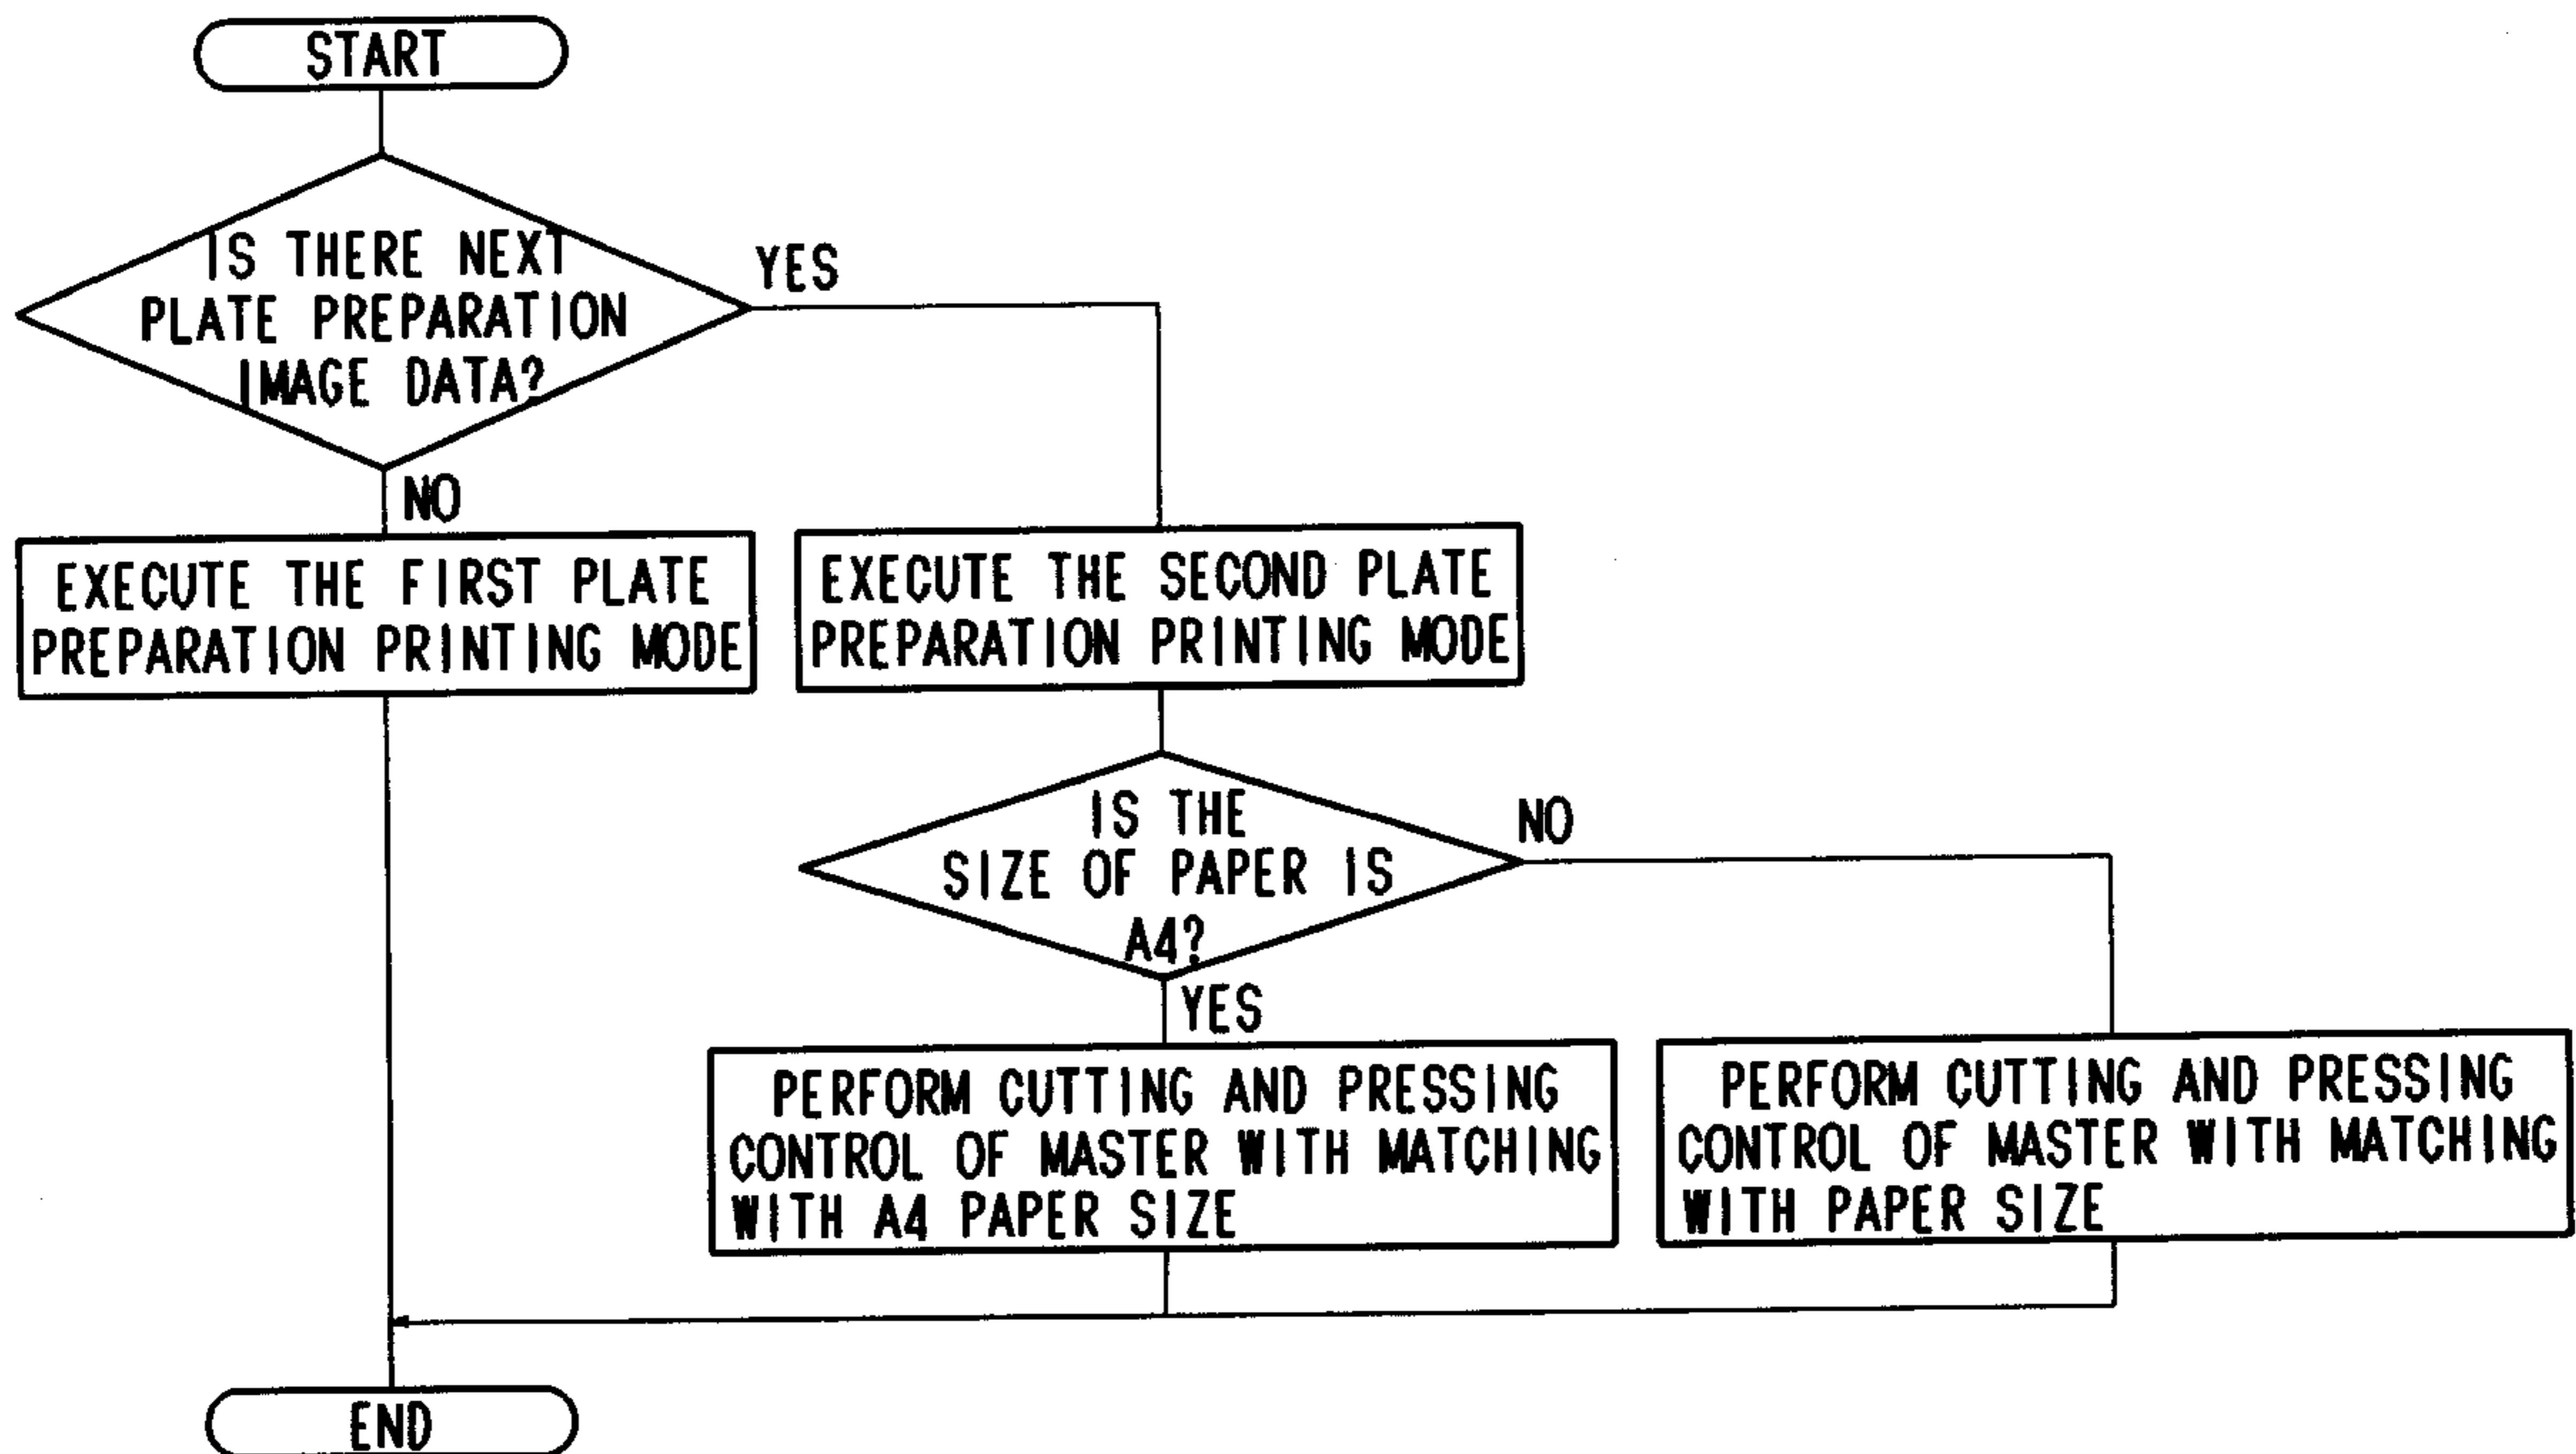 START
IS THERE NEXT
PLATE PREPARATION
IMAGE DATA?
YES
NO
EXECUTE THE FIRST PLATE
PREPARATION PRINTING MODE
EXECUTE THE SECOND PLATE
PREPARATION PRINTING MODE
IS THE
SIZE OF PAPER IS
A4?
NO
YES
PERFORM CUTTING AND PRESSING
CONTROL OF MASTER WITH MATCHING
WITH A4 PAPER SIZE
PERFORM CUTTING AND PRESSING
CONTROL OF MASTER WITH MATCHING
WITH PAPER SIZE
END